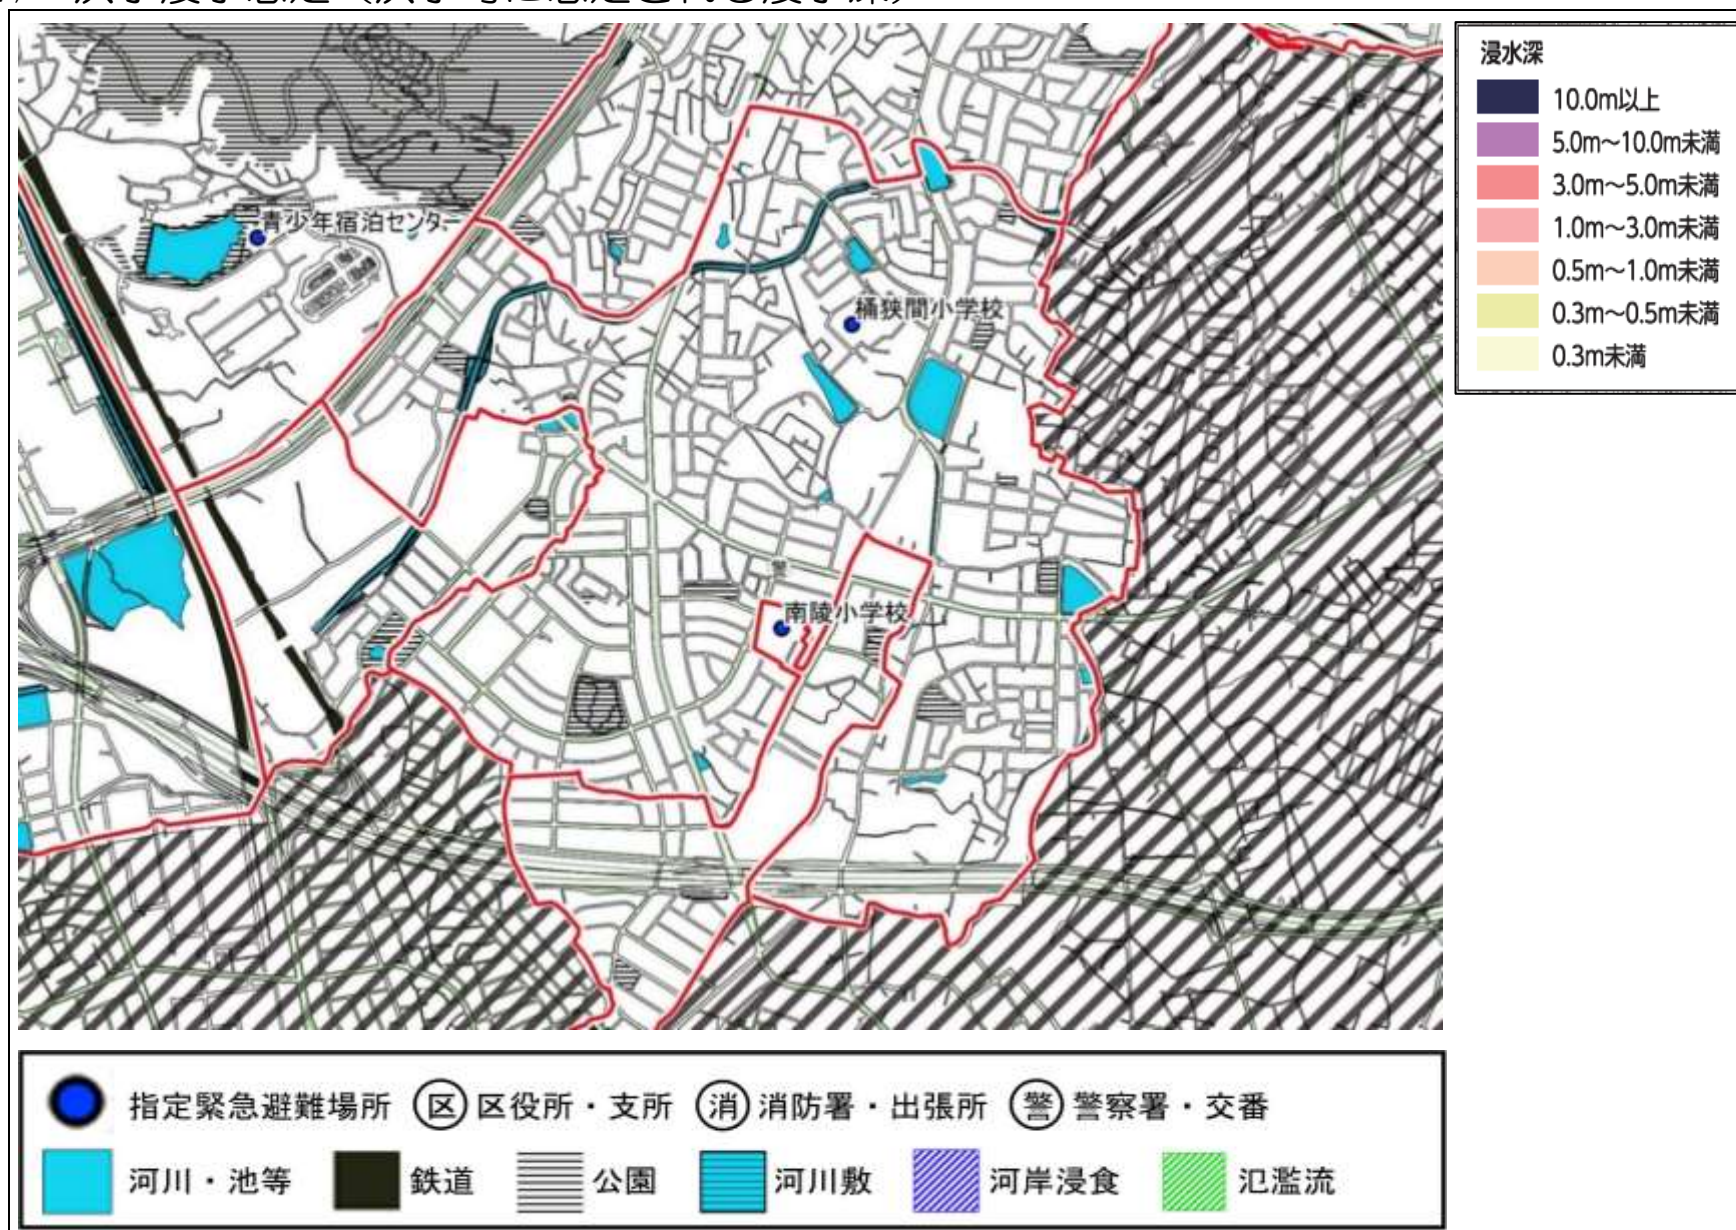 浸水深
10.0m以上
5.0m～10.0m未満
3.0m～5.0m未満
1.0m～3.0m未満
0.5m～1.0m未満
0.3m～0.5m未満
0.3m未満
青少年宿泊センター
桶狭間小学校
警
南陵小学校
指定緊急避難場所 区 区役所・支所 消 消防署・出張所 警 警察署・交番
河川・池等 鉄道 公園 河川敷 河岸浸食 氾濫流